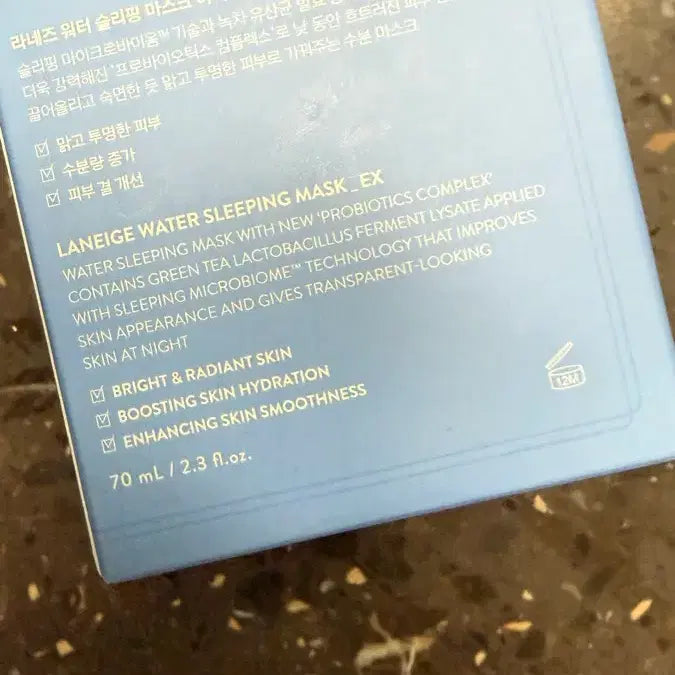 라네즈 워터 슬리핑 마스크
슬리핑 마이크로바이옴™ 기술과 녹차 유산균 발효
더욱 강력해진 '프로바이오틱스 컴플렉스'로 낮 동안 흐트러진 피부
끌어올리고 숙면한 듯 맑고 투명한 피부로 가꿔주는 수분 마스크
맑고 투명한 피부
수분량 증가
피부 결 개선
LANEIGE WATER SLEEPING MASK_EX
WATER SLEEPING MASK WITH NEW 'PROBIOTICS COMPLEX'
CONTAINS GREEN TEA LACTOBACILLUS FERMENT LYSATE APPLIED
WITH SLEEPING MICROBIOME™ TECHNOLOGY THAT IMPROVES
SKIN APPEARANCE AND GIVES TRANSPARENT-LOOKING
SKIN AT NIGHT
BRIGHT & RADIANT SKIN
BOOSTING SKIN HYDRATION
ENHANCING SKIN SMOOTHNESS
12M
70 mL / 2.3 fl.oz.